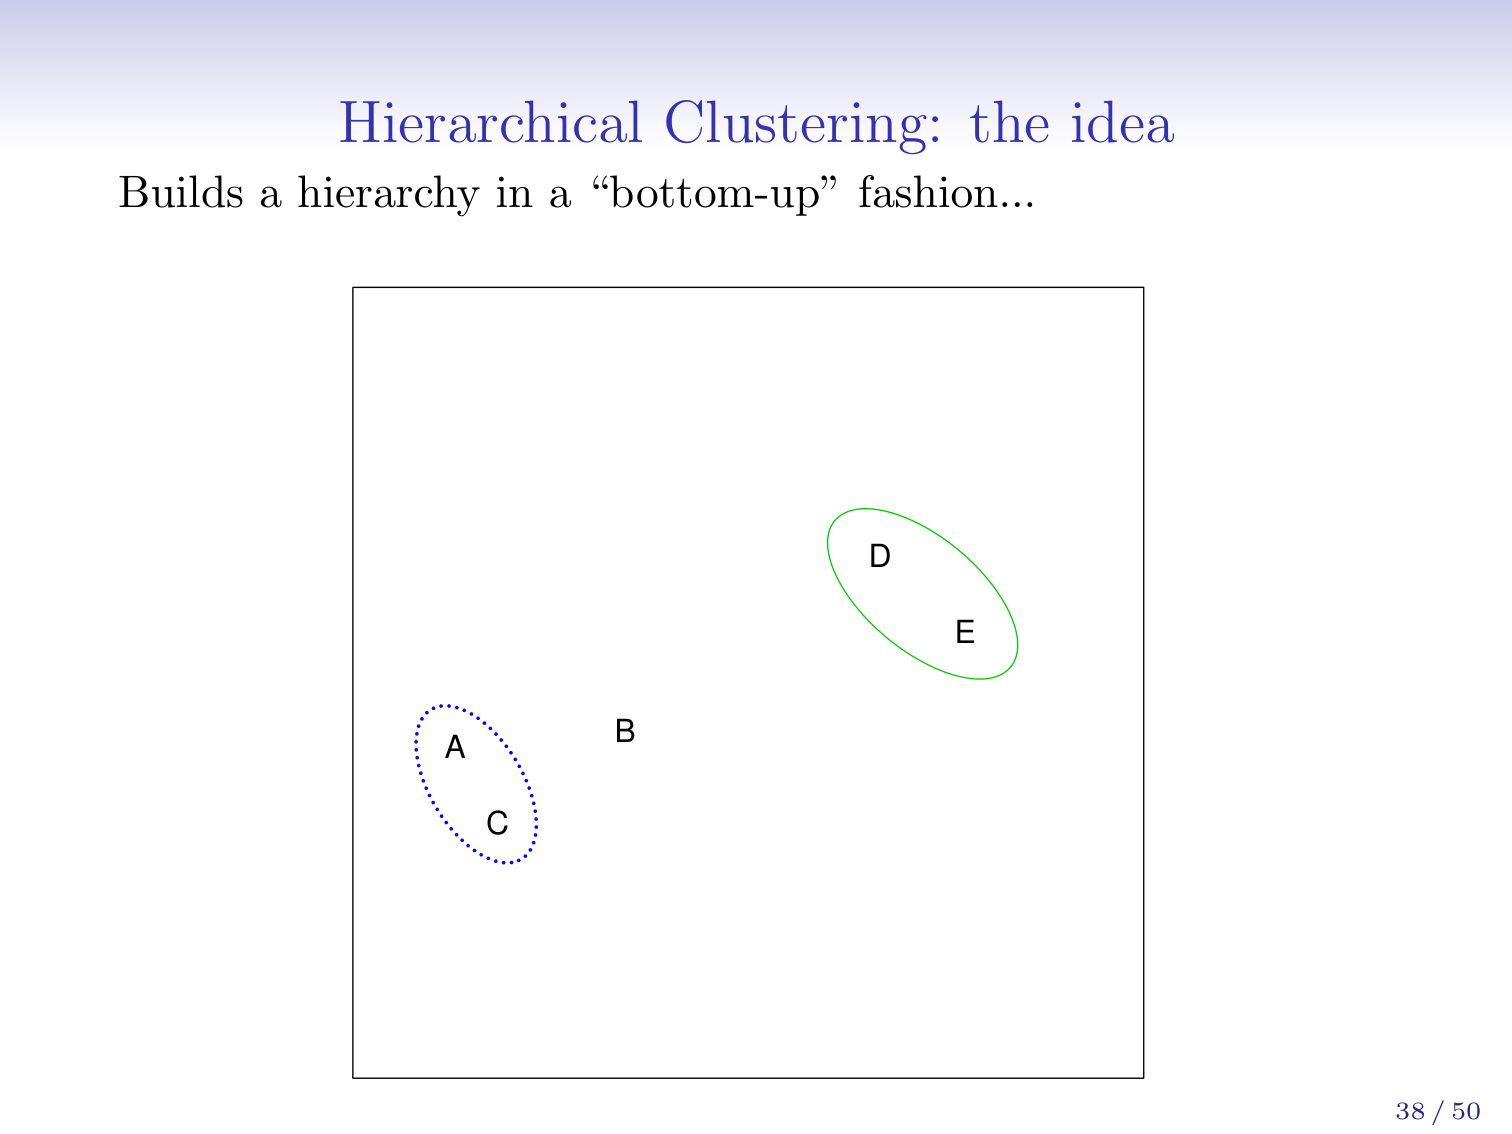 Hierarchical Clustering: the idea
Builds a hierarchy in a “bottom-up” fashion...
D
E
B
A
C
38 / 50